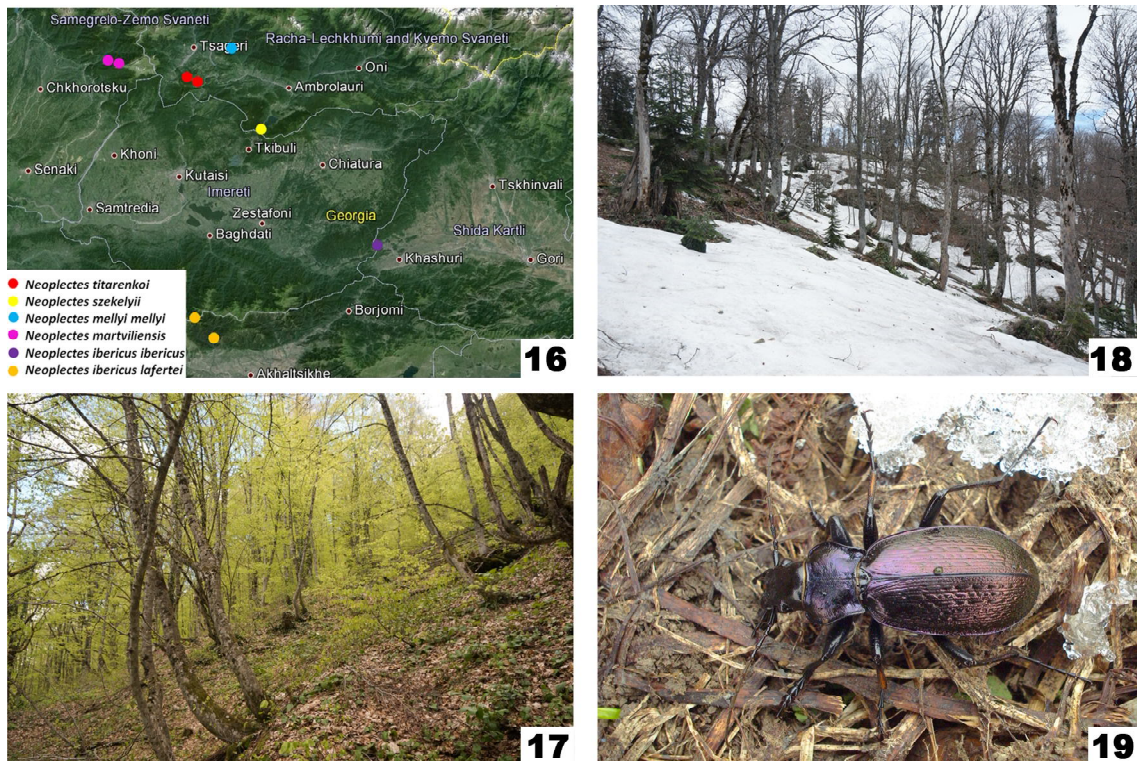 Samegrelo-Zemo Svaneti
Tsageri
Racha-Lechkhumi and Kvemo Svaneti
Oni
Chkhorotsku
Ambrolauri
Tkibuli
Khoni
Chiatura
Senaki
Kutaisi
Tskhinvali
Imereti
Samtredia
Zestafoni
Georgia
Baghdati
Shida Kartli
Khashuri
Gori
Neoplectes titarenkoi
Neoplectes szekelyii
Neoplectes mellyi mellyi
Borjomi
Neoplectes martviliensis
Neoplectes ibericus ibericus
Neoplectes ibericus lafertei
Akhaltsikhe
16
18
17
19